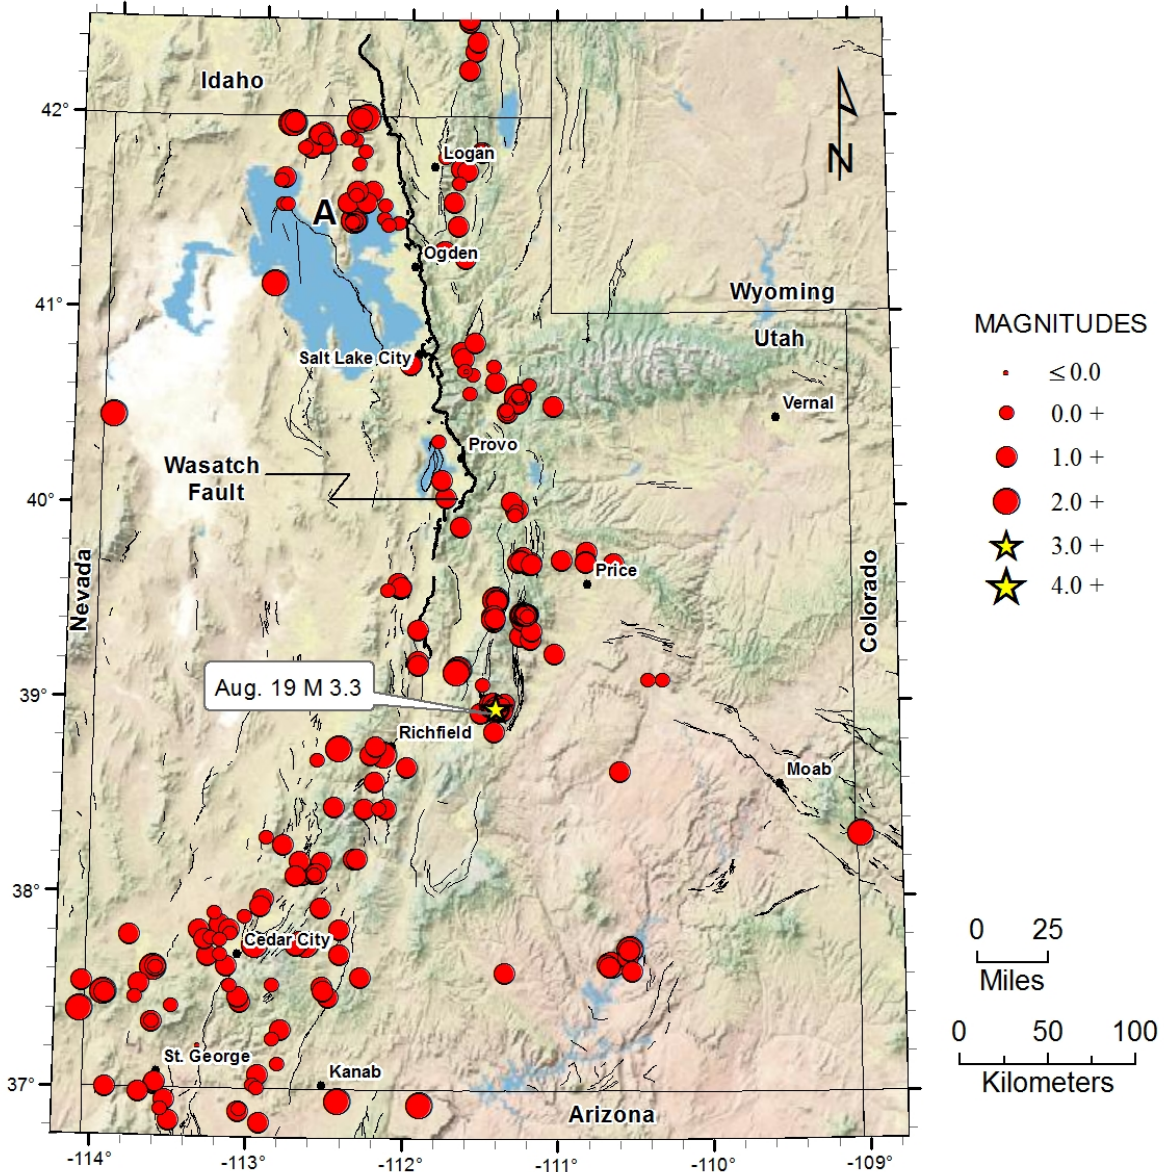 Idaho
42°
Logan
A
Ogden
41°
Wyoming
Utah
Salt Lake City
Vernal
Provo
Wasatch
Fault
40°
Nevada
Price
Colorado
39°
Aug. 19 M 3.3
Richfield
Moab
38°
Cedar City
St. George
Kanab
37°
Arizona
-114°
-113°
-112°
-111°
-110°
-109°
N
MAGNITUDES
≤0.0
0.0 +
1.0 +
2.0 +
3.0 +
4.0 +
0 25
Miles
0 50 100
Kilometers